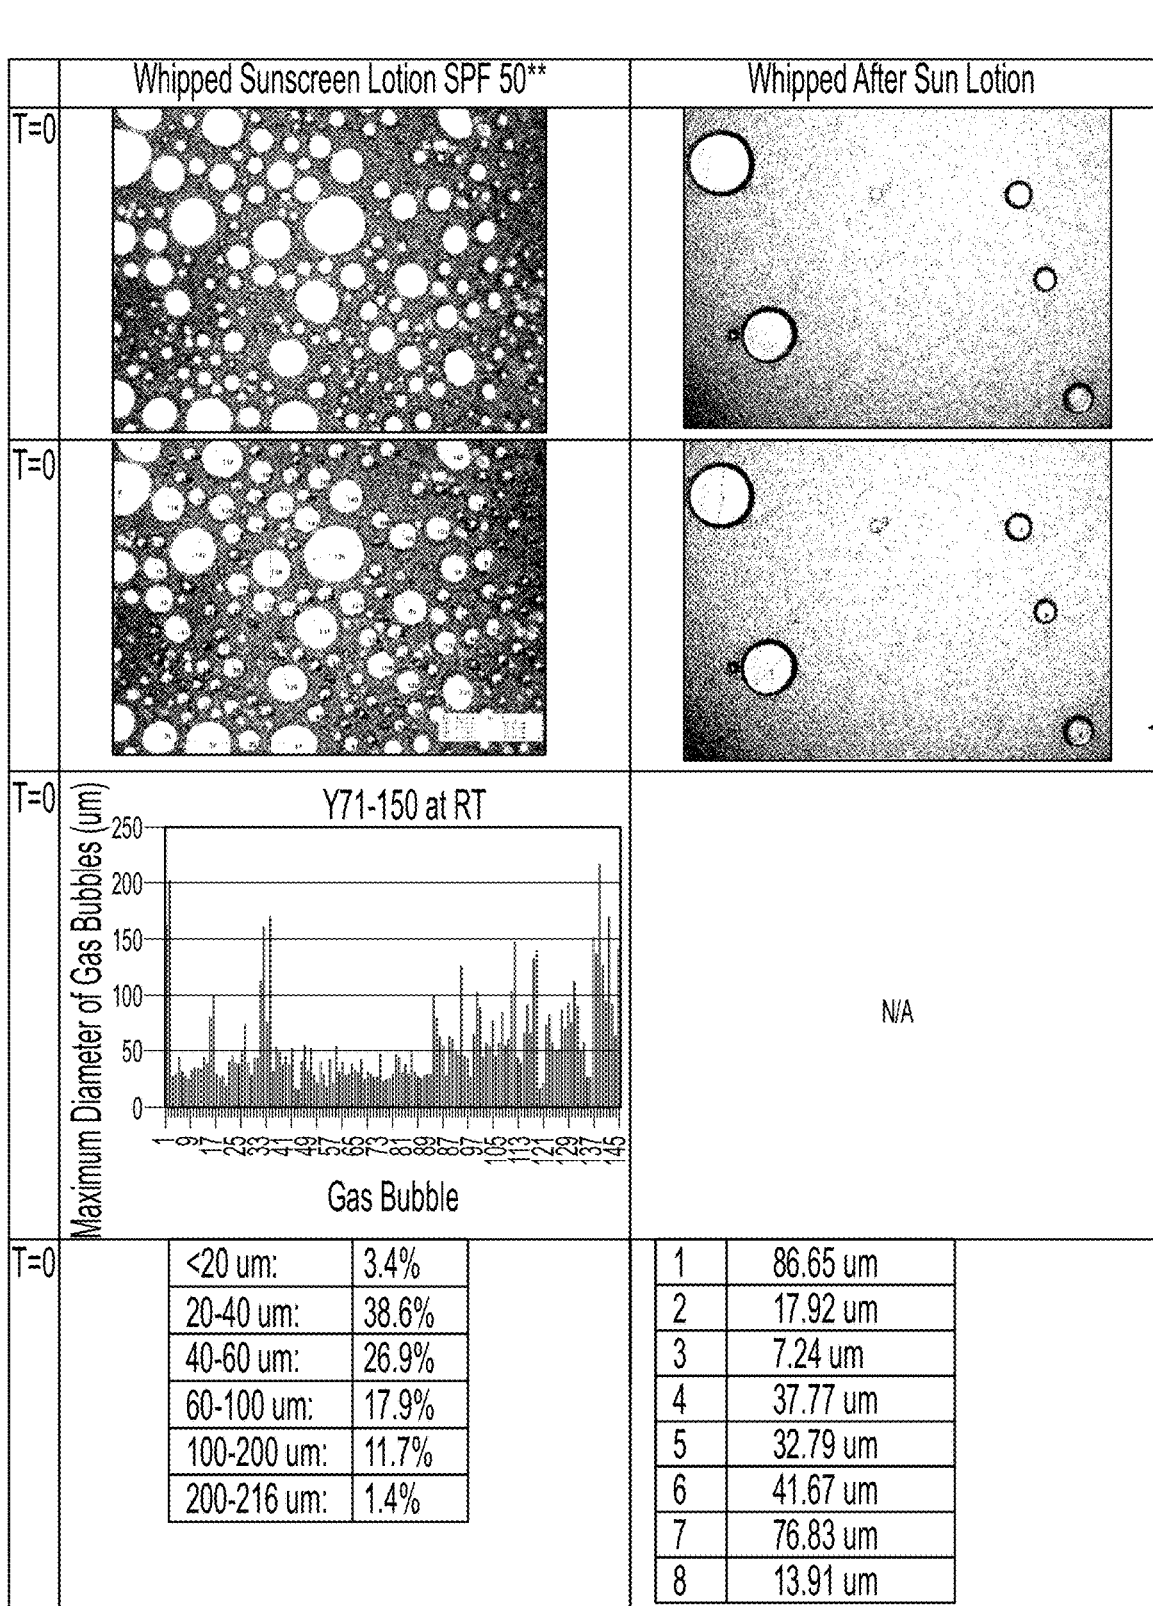 Whipped Sunscreen Lotion SPF 50**
Whipped After Sun Lotion
T=0
T=0
T=0
Y71-150 at RT
Maximum Diameter of Gas Bubbles (um)
250
200
150
100
50
0
1
9
17
25
33
41
49
57
65
73
81
89
97
105
113
121
129
137
145
Gas Bubble
N/A
T=0
<20 um: 3.4%
20-40 um: 38.6%
40-60 um: 26.9%
60-100 um: 17.9%
100-200 um: 11.7%
200-216 um: 1.4%
1 86.65 um
2 17.92 um
3 7.24 um
4 37.77 um
5 32.79 um
6 41.67 um
7 76.83 um
8 13.91 um